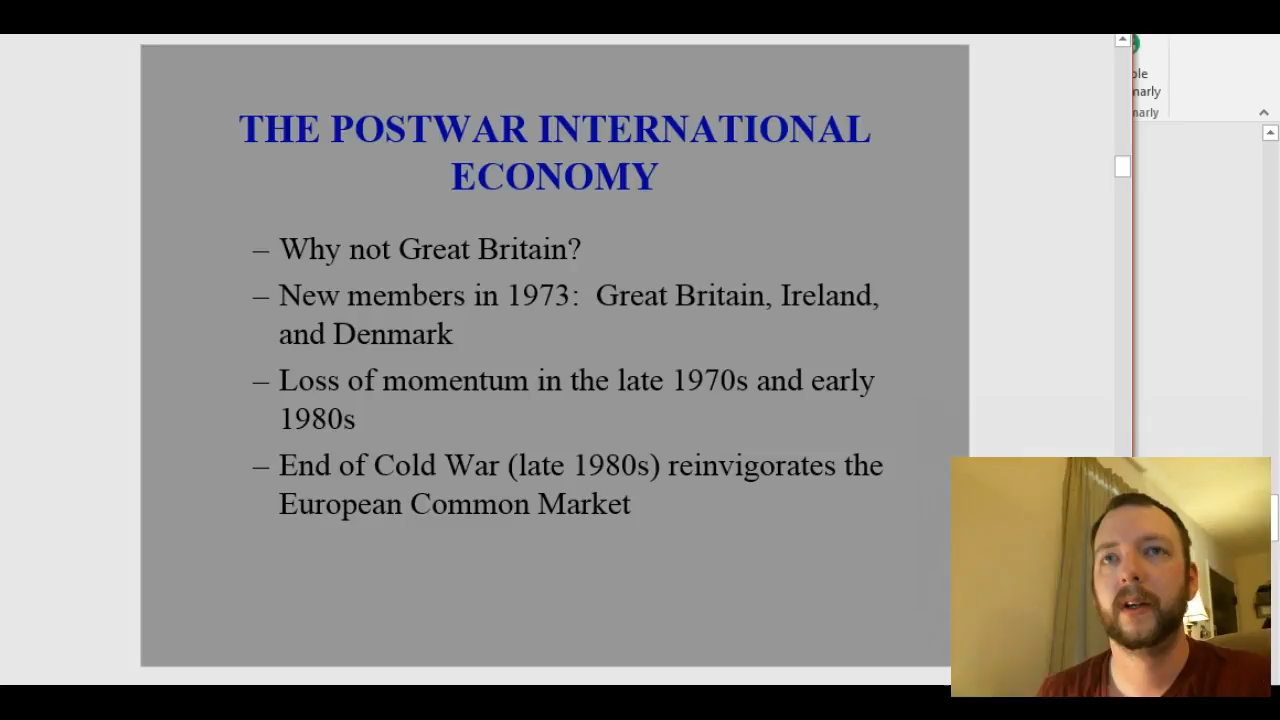 THE POSTWAR INTERNATIONAL
ECONOMY
– Why not Great Britain?
– New members in 1973:  Great Britain, Ireland,
and Denmark
– Loss of momentum in the late 1970s and early
1980s
– End of Cold War (late 1980s) reinvigorates the
European Common Market